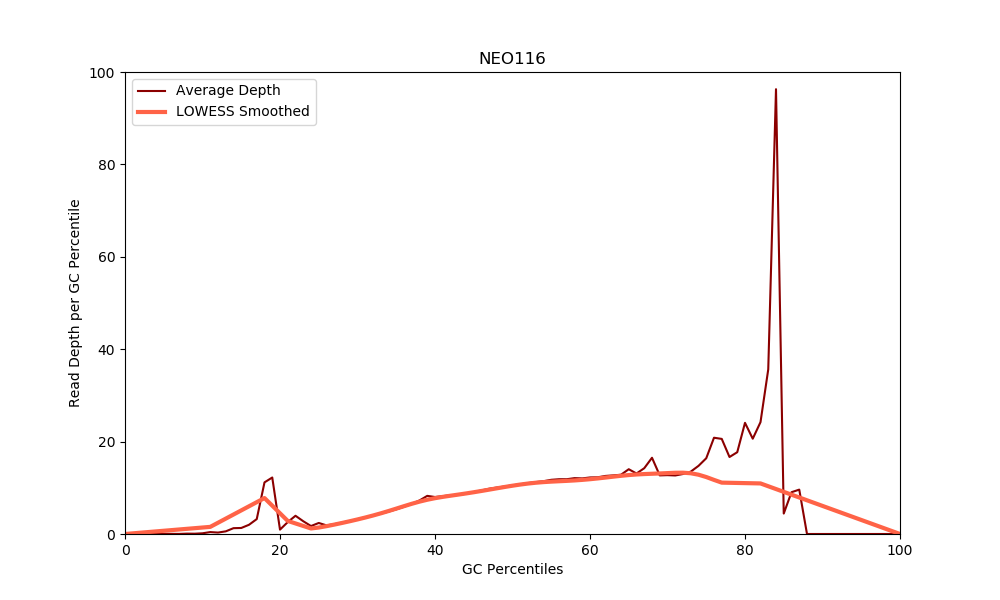 NEO116
Average Depth
LOWESS Smoothed
Read Depth per GC Percentile
100
80
60
40
20
0
0 20 40 60 80 100
GC Percentiles